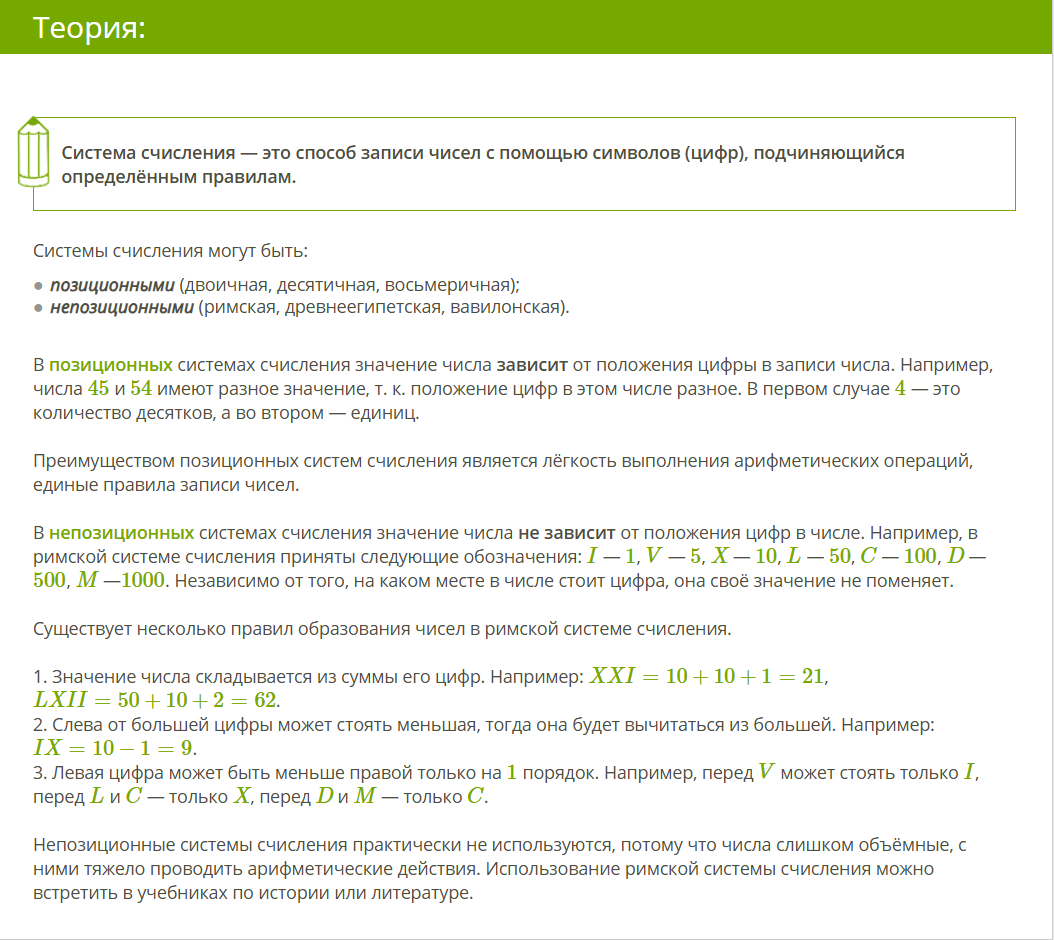 Теория:
Система счисления — это способ записи чисел с помощью символов (цифр), подчиняющийся
определённым правилам.
Системы счисления могут быть:
● позиционными (двоичная, десятичная, восьмеричная);
● непозиционными (римская, древнеегипетская, вавилонская).
В позиционных системах счисления значение числа зависит от положения цифры в записи числа. Например,
числа 45 и 54 имеют разное значение, т. к. положение цифр в этом числе разное. В первом случае 4 — это
количество десятков, а во втором — единиц.
Преимуществом позиционных систем счисления является лёгкость выполнения арифметических операций,
единые правила записи чисел.
В непозиционных системах счисления значение числа не зависит от положения цифр в числе. Например, в
римской системе счисления приняты следующие обозначения: I — 1, V — 5, X — 10, L — 50, C — 100, D —
500, M —1000. Независимо от того, на каком месте в числе стоит цифра, она своё значение не поменяет.
Существует несколько правил образования чисел в римской системе счисления.
1. Значение числа складывается из суммы его цифр. Например: XXI = 10 + 10 + 1 = 21,
LXII = 50 + 10 + 2 = 62.
2. Слева от большей цифры может стоять меньшая, тогда она будет вычитаться из большей. Например:
IX = 10 − 1 = 9.
3. Левая цифра может быть меньше правой только на 1 порядок. Например, перед V может стоять только I,
перед L и C — только X, перед D и M — только C.
Непозиционные системы счисления практически не используются, потому что числа слишком объёмные, с
ними тяжело проводить арифметические действия. Использование римской системы счисления можно
встретить в учебниках по истории или литературе.